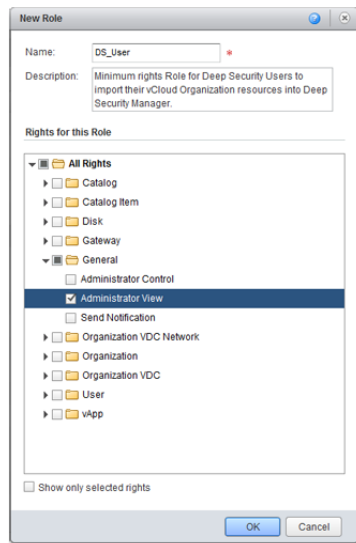 New Role
Name: DS_User *
Description: Minimum rights Role for Deep Security Users to
import their vCloud Organization resources into Deep
Security Manager.
Rights for this Role
All Rights
Catalog
Catalog Item
Disk
Gateway
General
Administrator Control
Administrator View
Send Notification
Organization VDC Network
Organization
Organization VDC
User
vApp
Show only selected rights
OK Cancel